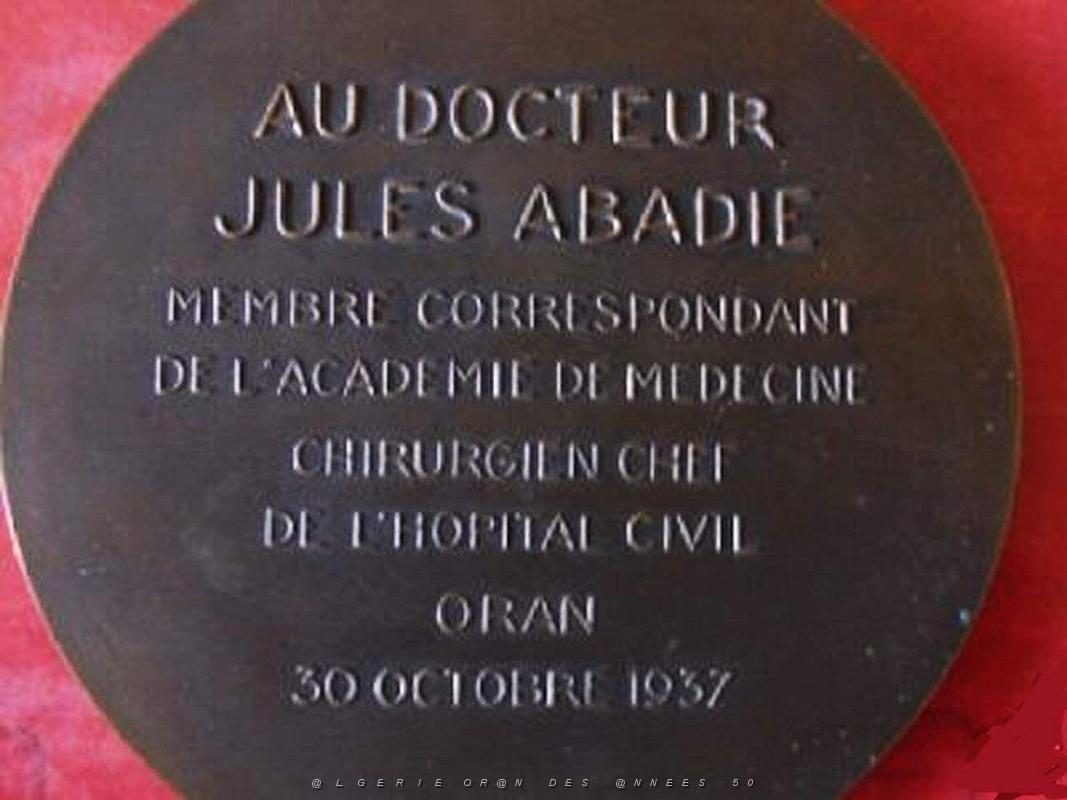 AU DOCTEUR
JULES ABADIE
MEMBRE CORRESPONDANT
DE L'ACADEMIE DE MEDECINE
CHIRURGIEN CHEF
DE L'HOPITAL CIVIL
ORAN
30 OCTOBRE 1937
@LGERIE OR@N DES @NNEES 50